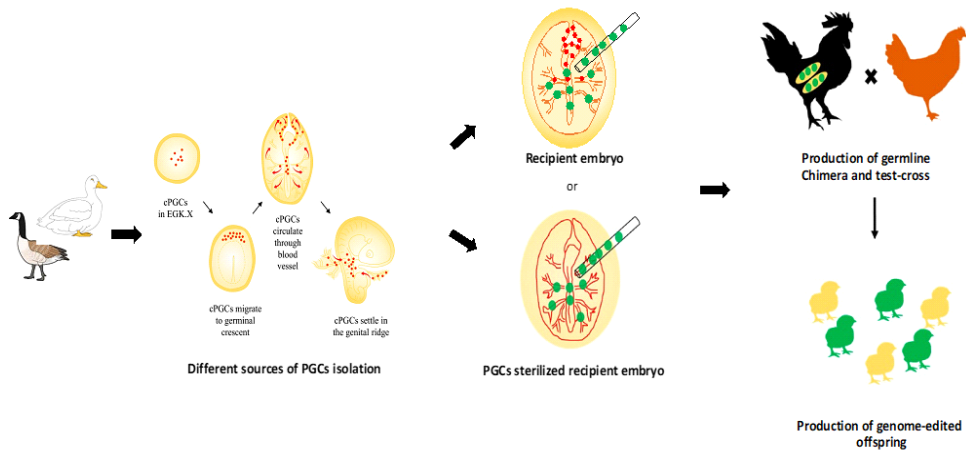 cPGCs
in EGK.X
cPGCs migrate
to germinal
crescent
cPGCs
circulate
through
blood
vessel
cPGCs settle in
the genital ridge
Different sources of PGCs isolation
Recipient embryo
or
PGCs sterilized recipient embryo
Production of germline
Chimera and test-cross
Production of genome-edited
offspring